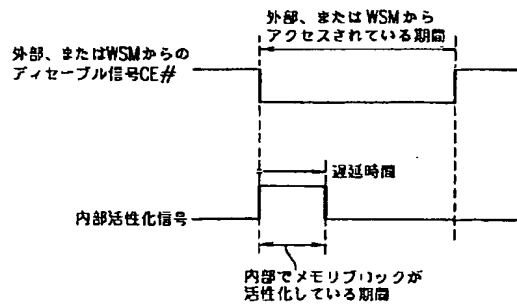 外部、またはWSMから
アクセスされている期間
外部、またはWSMからの
ディセーブル信号CE#
遅延時間
内部活性化信号
内部でメモリブロックが
活性化している期間